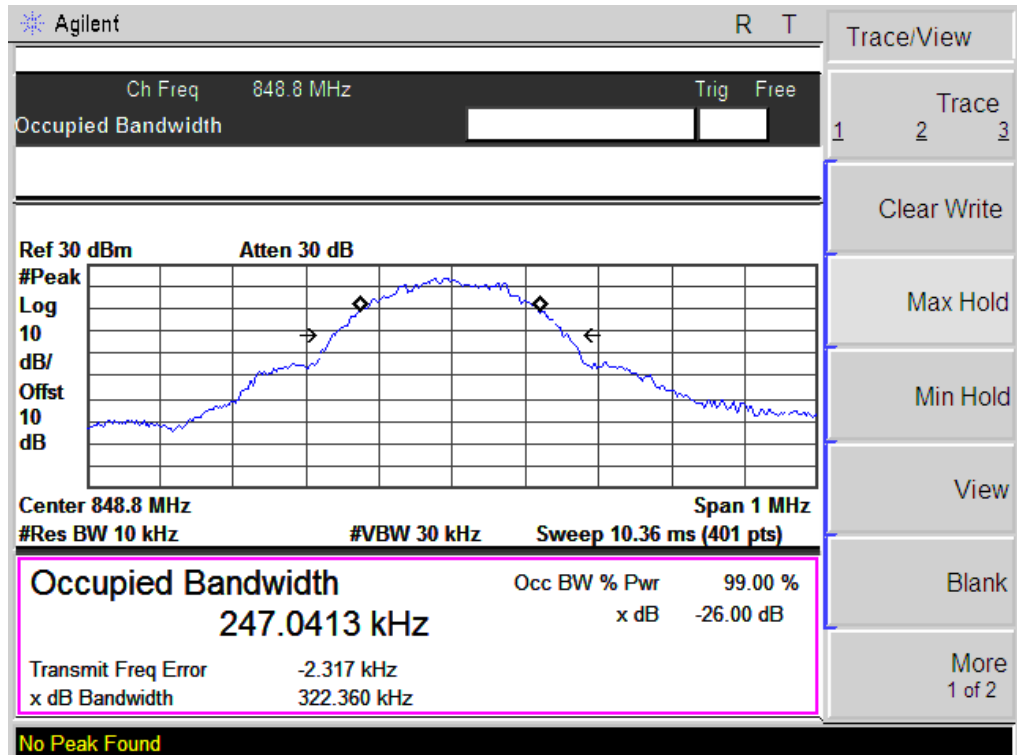 Agilent R T
Trace/View
Ch Freq 848.8 MHz Trig Free
Occupied Bandwidth
Trace
1 2 3
Clear Write
Max Hold
Min Hold
View
Blank
More
1 of 2
Ref 30 dBm Atten 30 dB
#Peak
Log
10
dB/
Offst
10
dB
Center 848.8 MHz Span 1 MHz
#Res BW 10 kHz #VBW 30 kHz Sweep 10.36 ms (401 pts)
Occupied Bandwidth Occ BW % Pwr 99.00 %
247.0413 kHz x dB -26.00 dB
Transmit Freq Error -2.317 kHz
x dB Bandwidth 322.360 kHz
No Peak Found